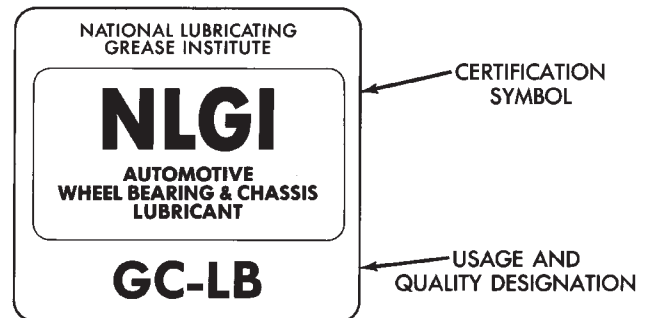 NATIONAL LUBRICATING
GREASE INSTITUTE
NLGI
AUTOMOTIVE
WHEEL BEARING & CHASSIS
LUBRICANT
GC-LB
CERTIFICATION
SYMBOL
USAGE AND
QUALITY DESIGNATION